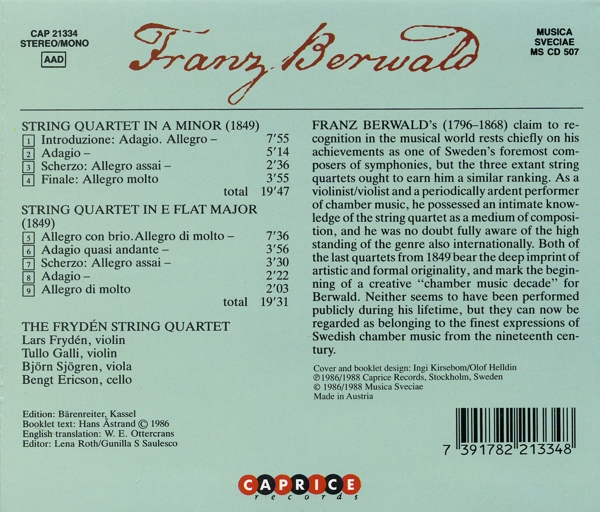 CAP 21334
STEREO/MONO
AAD
Franz Berwald
MUSICA
SVECIAE
MS CD 507
STRING QUARTET IN A MINOR (1849)
1 Introduzione: Adagio. Allegro – 7'55
2 Adagio – 5'14
3 Scherzo: Allegro assai – 2'36
4 Finale: Allegro molto 3'55
total 19'47
STRING QUARTET IN E FLAT MAJOR
(1849)
5 Allegro con brio.Allegro di molto – 7'36
6 Adagio quasi andante – 3'56
7 Scherzo: Allegro assai – 3'30
8 Adagio – 2'22
9 Allegro di molto 2'03
total 19'31
THE FRYDÉN STRING QUARTET
Lars Frydén, violin
Tullo Galli, violin
Björn Sjögren, viola
Bengt Ericson, cello
Edition: Bärenreiter, Kassel
Booklet text: Hans Åstrand © 1986
English translation: W. E. Ottercrans
Editor: Lena Roth/Gunilla S Saulesco
FRANZ BERWALD's (1796–1868) claim to re-
cognition in the musical world rests chiefly on his
achievements as one of Sweden's foremost com-
posers of symphonies, but the three extant string
quartets ought to earn him a similar ranking. As a
violinist/violist and a periodically ardent performer
of chamber music, he possessed an intimate know-
ledge of the string quartet as a medium of composi-
tion, and he was no doubt fully aware of the high
standing of the genre also internationally. Both of
the last quartets from 1849 bear the deep imprint of
artistic and formal originality, and mark the begin-
ning of a creative “chamber music decade” for
Berwald. Neither seems to have been performed
publicly during his lifetime, but they can now be
regarded as belonging to the finest expressions of
Swedish chamber music from the nineteenth cen-
tury.
Cover and booklet design: Ingi Kirsebom/Olof Helldin
℗1986/1988 Caprice Records, Stockholm, Sweden
© 1986/1988 Musica Sveciae
Made in Austria
7 391782 213348
CAPRICE
records